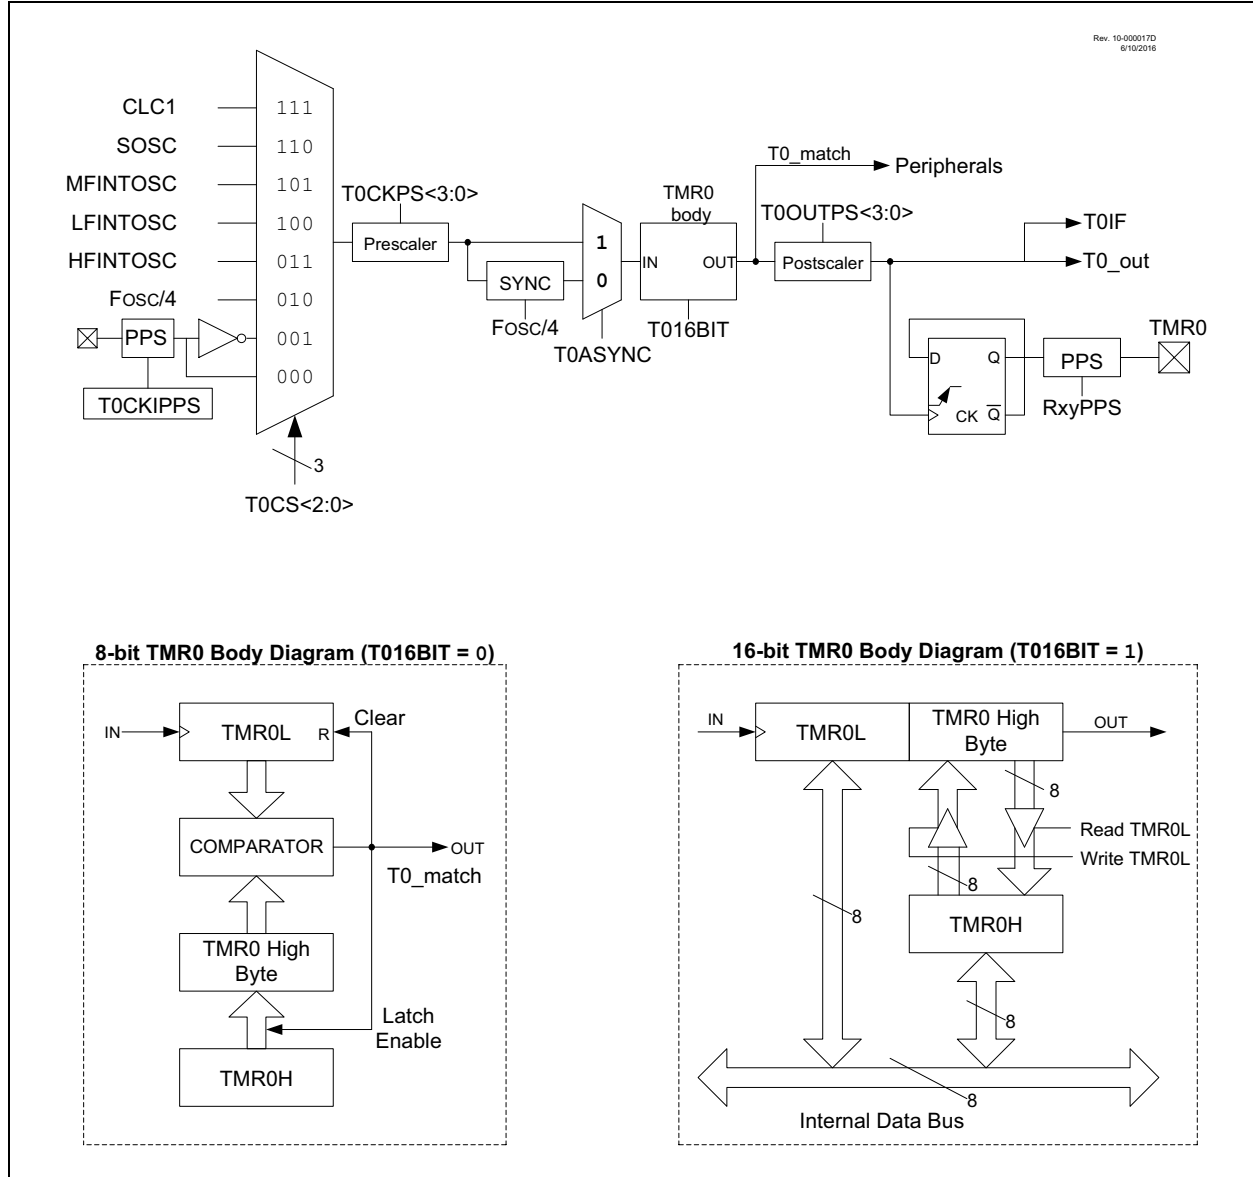 Rev. 10-000017D
6/10/2016
CLC1
111
SOSC
110
MFINTOSC
101
LFINTOSC
100
HFINTOSC
011
FOSC/4
010
PPS
001
000
T0CKIPPS
3
T0CS<2:0>
T0CKPS<3:0>
Prescaler
SYNC
FOSC/4
1
0
T0ASYNC
TMR0
body
IN
OUT
T016BIT
T0_match
Peripherals
T0OUTPS<3:0>
Postscaler
T0IF
T0_out
D
Q
CK
Q
PPS
RxyPPS
TMR0
8-bit TMR0 Body Diagram (T016BIT = 0)
IN
TMR0L
R
Clear
COMPARATOR
OUT
T0_match
TMR0 High
Byte
Latch
Enable
TMR0H
16-bit TMR0 Body Diagram (T016BIT = 1)
IN
TMR0L
TMR0 High
Byte
OUT
8
Read TMR0L
Write TMR0L
8
8
TMR0H
8
8
Internal Data Bus